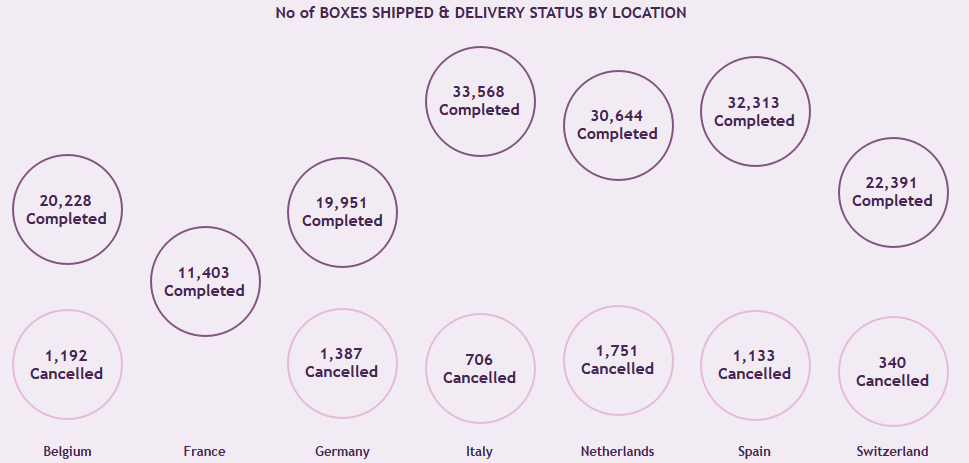 No of BOXES SHIPPED & DELIVERY STATUS BY LOCATION
33,568
Completed
30,644
Completed
32,313
Completed
20,228
Completed
19,951
Completed
22,391
Completed
11,403
Completed
1,192
Cancelled
1,387
Cancelled
706
Cancelled
1,751
Cancelled
1,133
Cancelled
340
Cancelled
Belgium
France
Germany
Italy
Netherlands
Spain
Switzerland